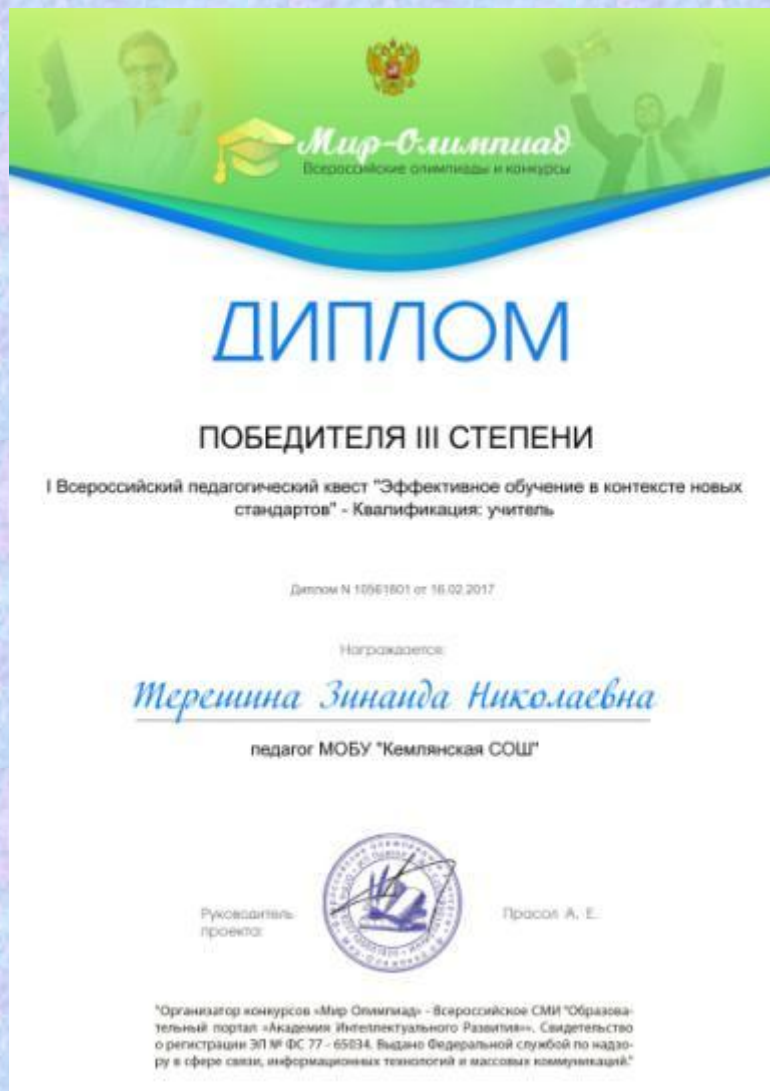 Мир-Олимпиад
Всероссийские олимпиады и конкурсы
ДИПЛОМ
ПОБЕДИТЕЛЯ III СТЕПЕНИ
I Всероссийский педагогический квест "Эффективное обучение в контексте новых
стандартов" - Квалификация: учитель
Диплом N 10561801 от 16.02.2017
Награждается:
Терешина Зинаида Николаевна
педагог МОБУ "Кемлянская СОШ"
Руководитель
проекта:
Прасол А. Е.
"Организатор конкурсов «Мир Олимпиад» - Всероссийское СМИ "Образова-
тельный портал «Академия Интеллектуального Развития»». Свидетельство
о регистрации ЭЛ № ФС 77 - 65034. Выдано Федеральной службой по надзо-
ру в сфере связи, информационных технологий и массовых коммуникаций."